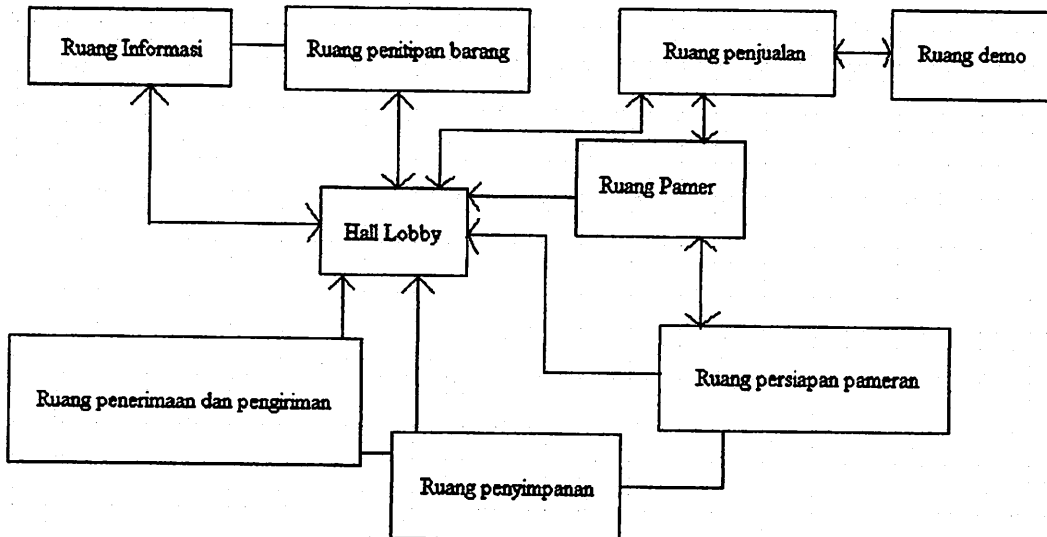 Ruang Informasi
Ruang penitipan barang
Ruang penjualan
Ruang demo
Ruang Pamer
Hall Lobby
Ruang persiapan pameran
Ruang penerimaan dan pengiriman
Ruang penyimpanan